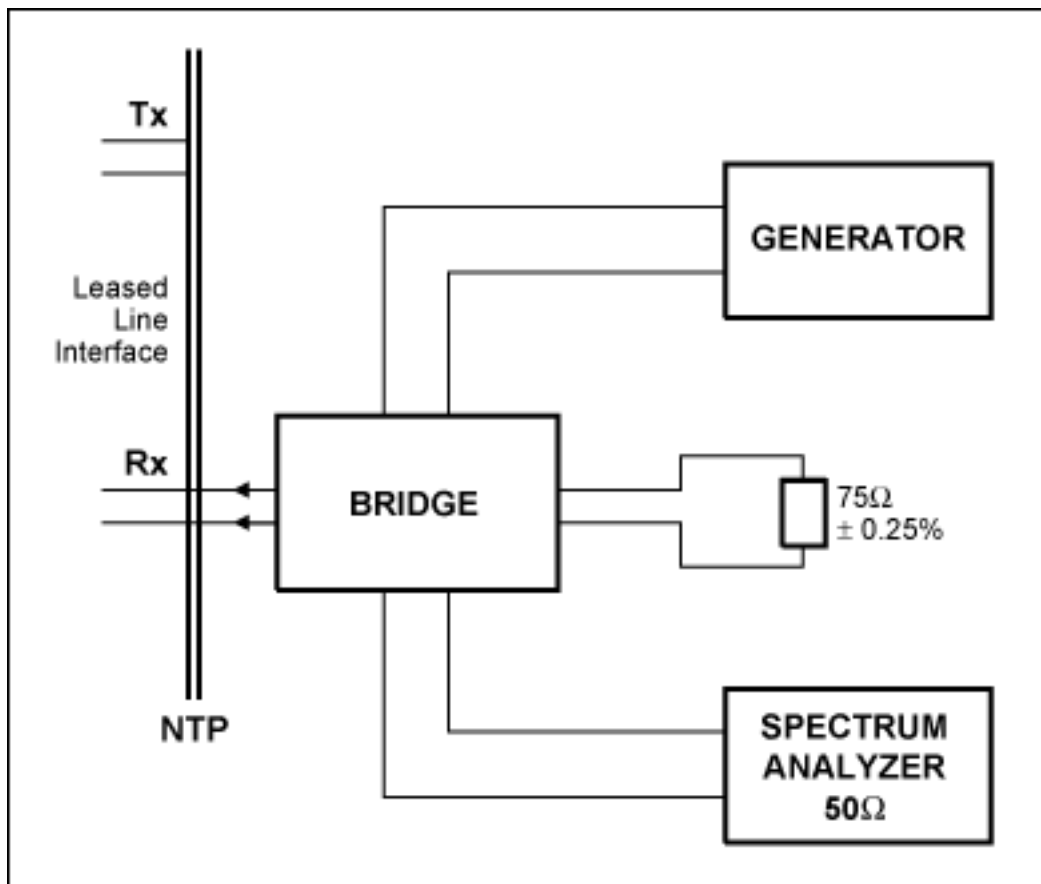 Tx
GENERATOR
Leased
Line
Interface
Rx
BRIDGE
75Ω
± 0.25%
NTP
SPECTRUM
ANALYZER
50Ω